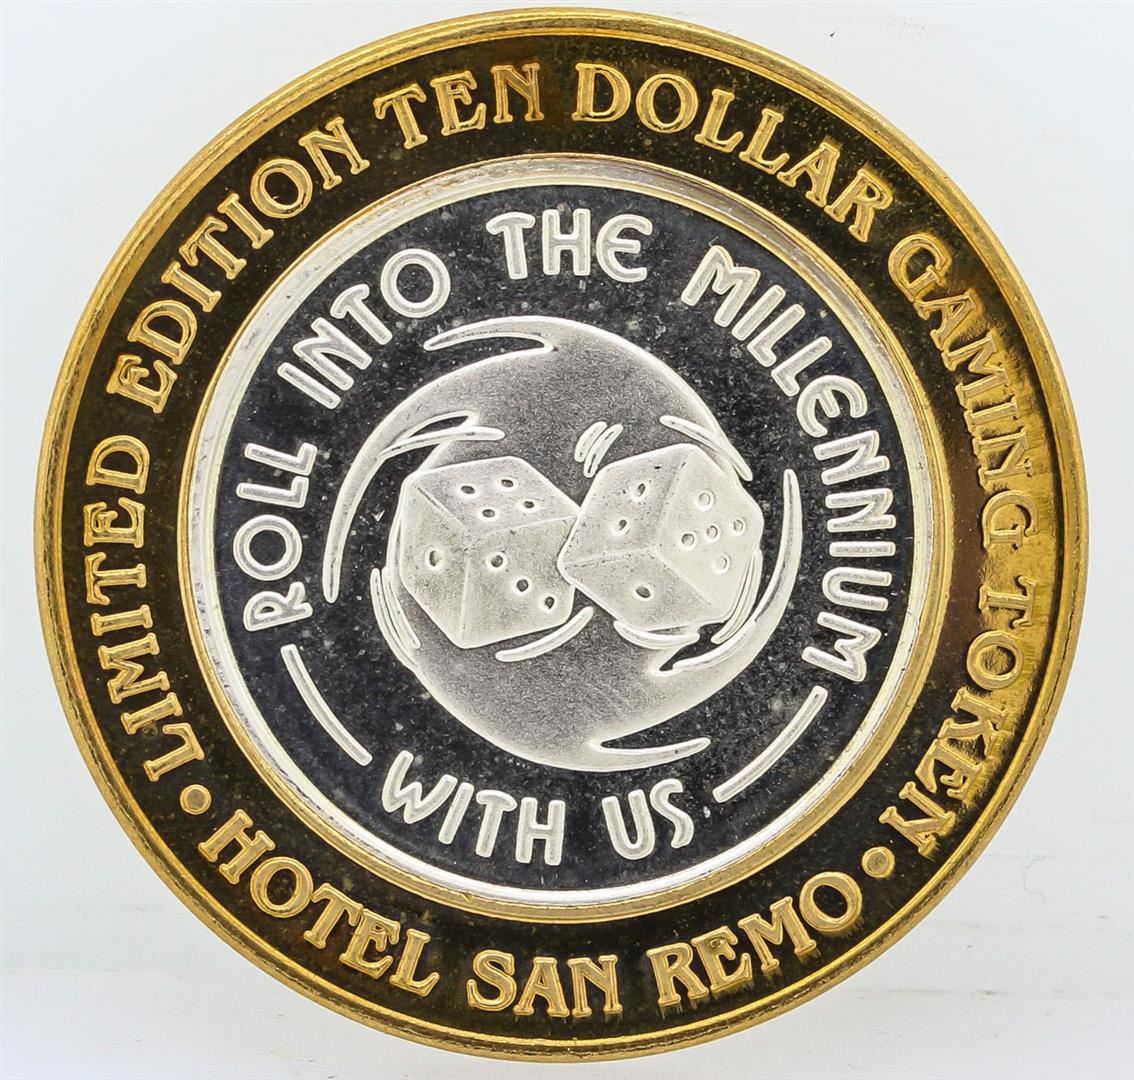 LIMITED EDITION TEN DOLLAR GAMING TOKEN
• HOTEL SAN REMO •
ROLL INTO THE MILLENNIUM
WITH US